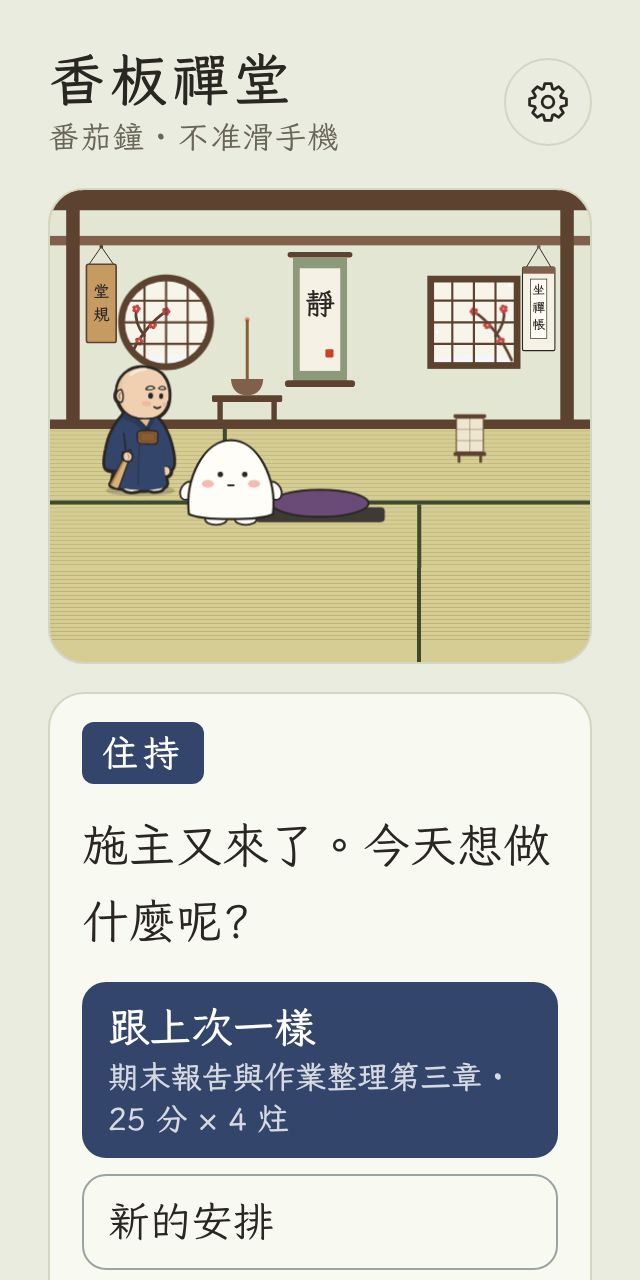 香板禪堂
番茄鐘・不准滑手機
堂規
靜
坐禪帳
住持
施主又來了。今天想做
什麼呢?
跟上次一樣
期末報告與作業整理第三章・
25 分 × 4 炷
新的安排